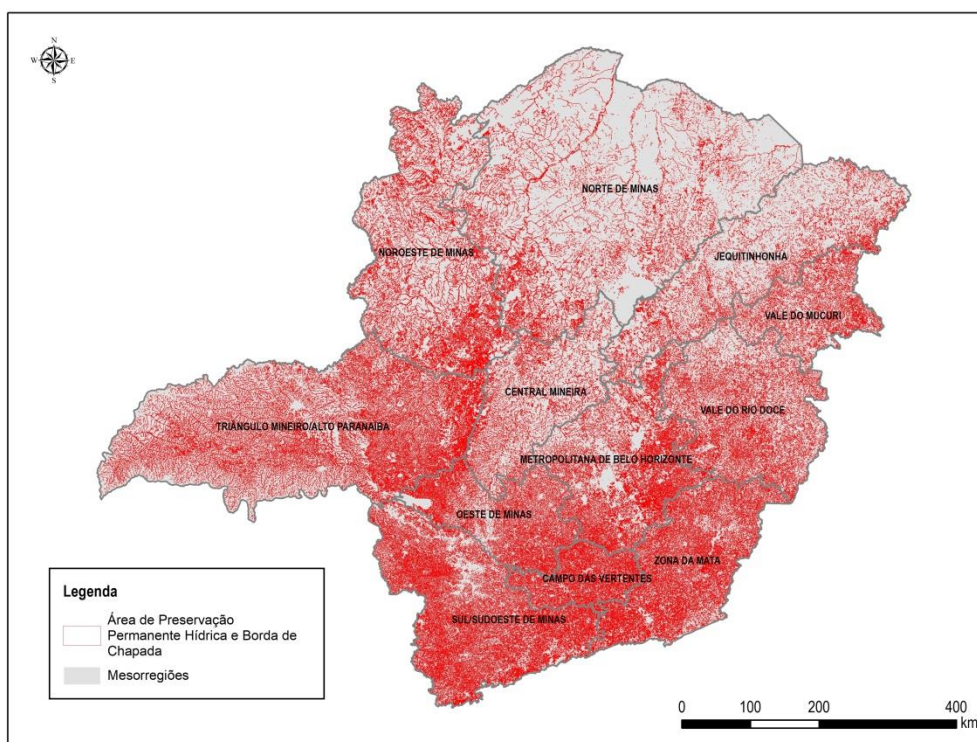 N
W E
S
NORTE DE MINAS
NOROESTE DE MINAS
JEQUITINHONHA
VALE DO MUCURI
CENTRAL MINEIRA
VALE DO RIO DOCE
TRIÂNGULO MINEIRO/ALTO PARANAÍBA
METROPOLITANA DE BELO HORIZONTE
OESTE DE MINAS
ZONA DA MATA
CAMPO DAS VERTENTES
SUL/SUDOESTE DE MINAS
Legenda
Área de Preservação
Permanente Hídrica e Borda de
Chapada
Mesorregiões
0 100 200 400
km